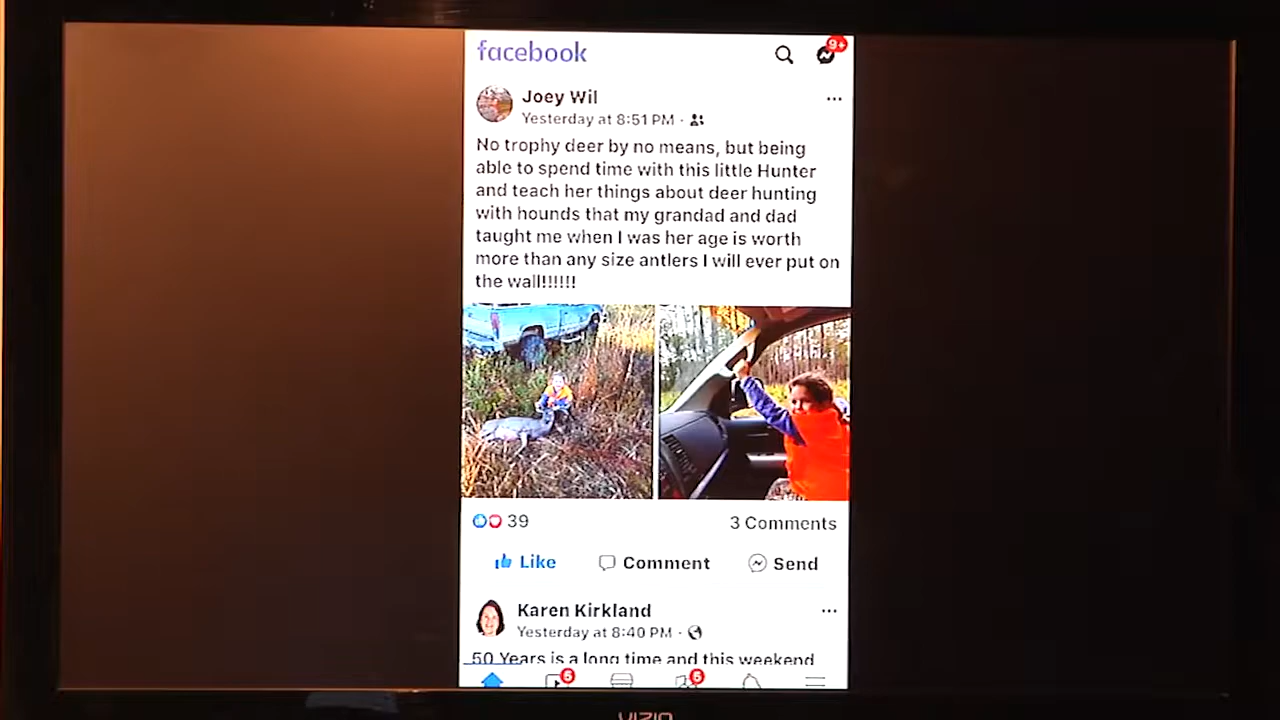 facebook
9+
Joey Wil
Yesterday at 8:51 PM ·
No trophy deer by no means, but being
able to spend time with this little Hunter
and teach her things about deer hunting
with hounds that my grandad and dad
taught me when I was her age is worth
more than any size antlers I will ever put on
the wall!!!!!!
39
3 Comments
Like
Comment
Send
Karen Kirkland
Yesterday at 8:40 PM ·
50 Years is a long time and this weekend
6
6
VIZIO